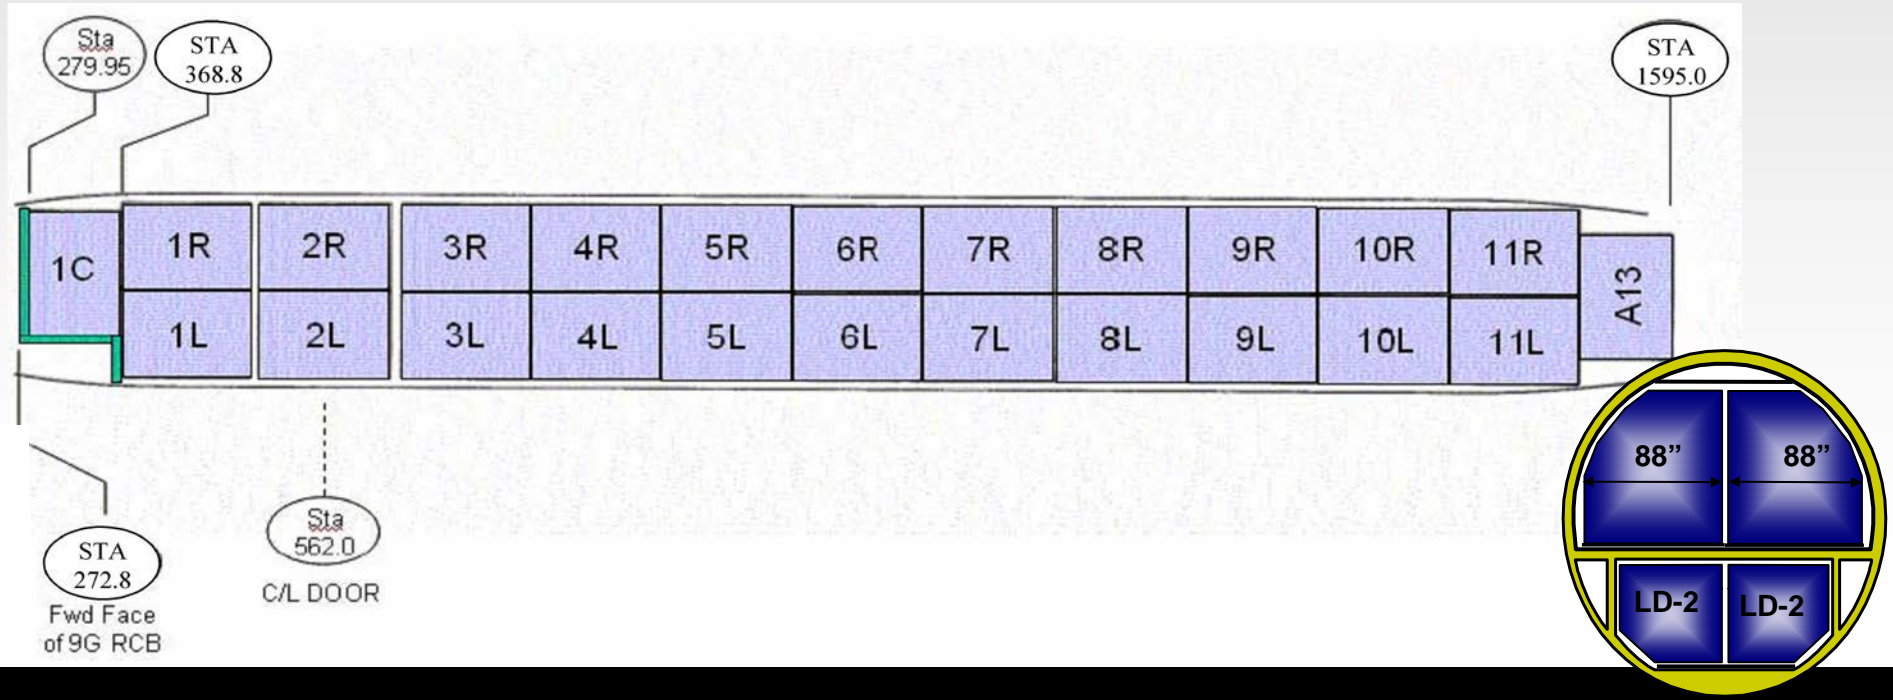 Sta
279.95
STA
368.8
STA
1595.0
1C
1R
2R
3R
4R
5R
6R
7R
8R
9R
10R
11R
A13
1L
2L
3L
4L
5L
6L
7L
8L
9L
10L
11L
STA
272.8
Fwd Face
of 9G RCB
Sta
562.0
C/L DOOR
88”
88”
LD-2
LD-2